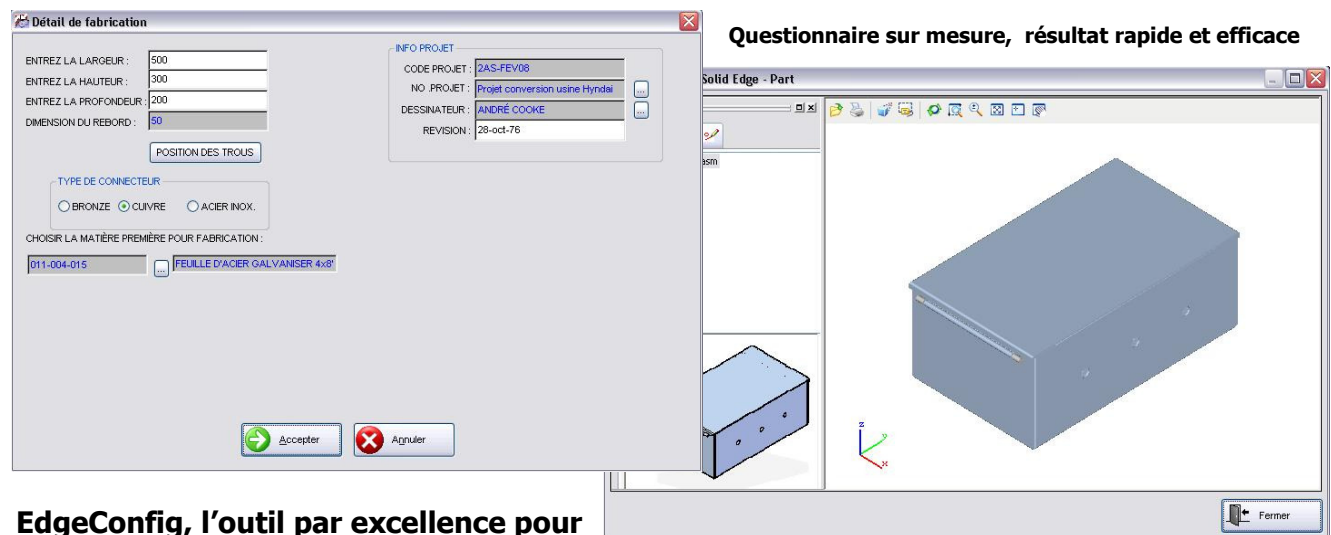 Détail de fabrication
ENTREZ LA LARGEUR : 500
ENTREZ LA HAUTEUR : 300
ENTREZ LA PROFONDEUR : 200
DIMENSION DU REBORD : 50
POSITION DES TROUS
TYPE DE CONNECTEUR
BRONZE CUIVRE ACIER INOX.
CHOISIR LA MATIÈRE PREMIÈRE POUR FABRICATION :
011-004-015 ... FEUILLE D'ACIER GALVANISER 4x8'
INFO PROJET
CODE PROJET : 2AS-FEV08
NO .PROJET : Projet conversion usine Hyndai ...
DESSINATEUR : ANDRÉ COOKE ...
REVISION : 28-oct-76
Accepter Annuler
Questionnaire sur mesure, résultat rapide et efficace
Solid Edge - Part
asm
z
y
x
Fermer
EdgeConfig, l'outil par excellence pour